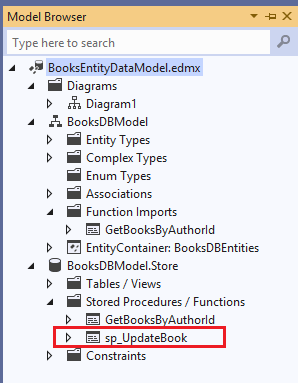 Model Browser
Type here to search
BooksEntityDataModel.edmx
Diagrams
Diagram1
BooksDBModel
Entity Types
Complex Types
Enum Types
Associations
Function Imports
GetBooksByAuthorId
EntityContainer: BooksDBEntities
BooksDBModel.Store
Tables / Views
Stored Procedures / Functions
GetBooksByAuthorId
sp_UpdateBook
Constraints